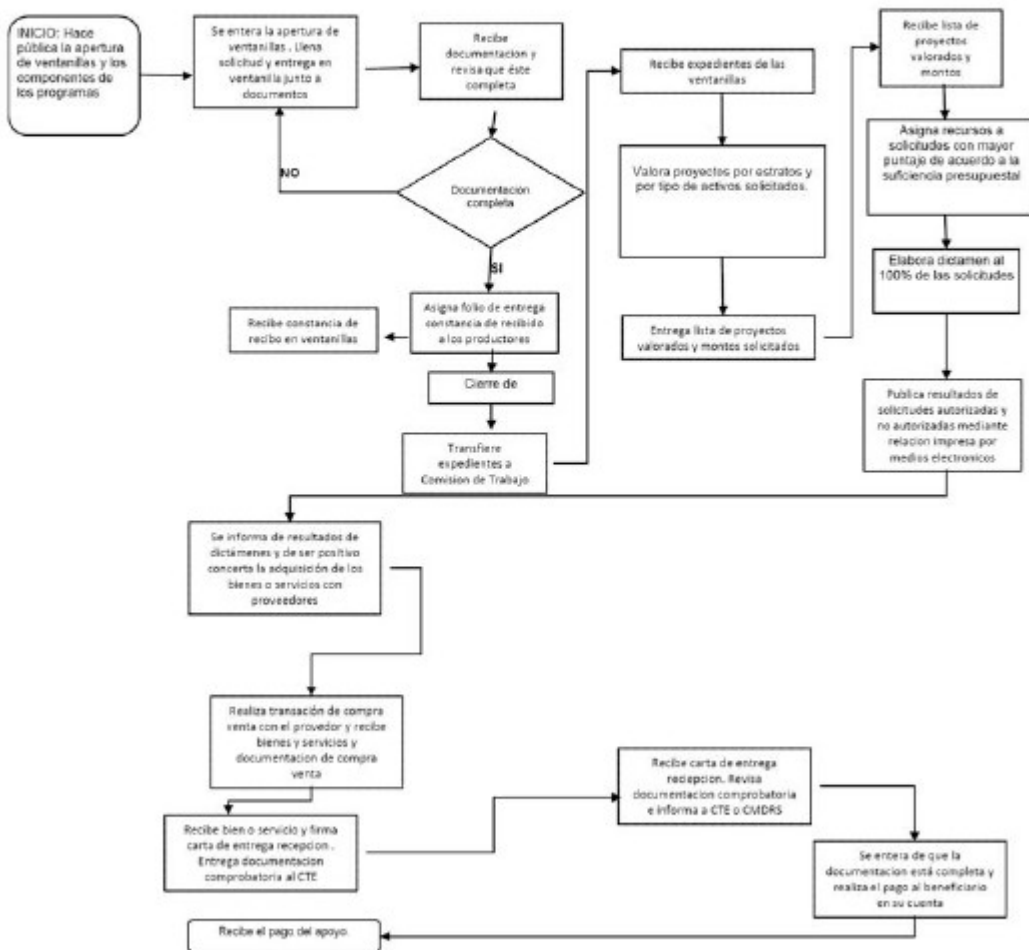 INICIO: Hace
pública la apertura
de ventanillas y los
componentes de
los programas
Se entera la apertura de
ventanillas . Llena
solicitud y entrega en
ventanilla junto a
documentos
Recibe
documentacion y
revisa que éste
completa
NO
Documentación
completa
SI
Asigna folio de entrega
constancia de recibido
a los productores
Recibe constancia de
recibo en ventanillas
Cierre de
Transfiere
expedientes a
Comision de Trabajo
Recibe expedientes de las
ventanillas
Valora proyectos por estratos y
por tipo de activos solicitados.
Entrega lista de proyectos
valorados y montos solicitados
Recibe lista de
proyectos
valorados y
montos
Asigna recursos a
solicitudes con mayor
puntaje de acuerdo a la
suficiencia presupuestal
Elabora dictamen al
100% de las solicitudes
Publica resultados de
solicitudes autorizadas y
no autorizadas mediante
relacion impresa por
medios electronicos
Se informa de resultados de
dictámenes y de ser positivo
concerta la adquisición de los
bienes o servicios con
proveedores
Realiza transación de compra
venta con el provedor y recibe
bienes y servicios y
documentacion de compra
venta
Recibe bien o servicio y firma
carta de entrega recepcion .
Entrega documentacion
comprobatoria al CTE
Recibe carta de entrega
reciepcion. Revisa
documentacion comprobatoria
e informa a CTE o CMDRS
Se entera de que la
documentacion está completa y
realiza el pago al beneficiario
en su cuenta
Recibe el pago del apoyo.